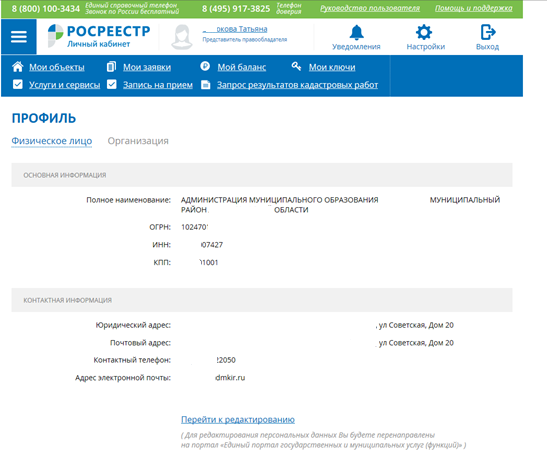 8 (800) 100-3434 Единый справочный телефон
Звонок по России бесплатный
8 (495) 917-3825 Телефон
доверия
Руководство пользователя Помощь и поддержка
РОСРЕЕСТР
Личный кабинет
Татьяна
Представитель правообладателя
Уведомления Настройки Выход
Мои объекты Мои заявки Мой баланс Мои ключи
Услуги и сервисы Запись на прием Запрос результатов кадастровых работ
ПРОФИЛЬ
Физическое лицо Организация
ОСНОВНАЯ ИНФОРМАЦИЯ
Полное наименование: АДМИНИСТРАЦИЯ МУНИЦИПАЛЬНОГО ОБРАЗОВАНИЯ МУНИЦИПАЛЬНЫЙ
РАЙОН ОБЛАСТИ
ОГРН: 10247
ИНН: 07427
КПП: 01001
КОНТАКТНАЯ ИНФОРМАЦИЯ
Юридический адрес: , ул Советская, Дом 20
Почтовый адрес: , ул Советская, Дом 20
Контактный телефон: 2050
Адрес электронной почты: dmkir.ru
Перейти к редактированию
( Для редактирования персональных данных Вы будете перенаправлены
на портал «Единый портал государственных и муниципальных услуг (функций)» )